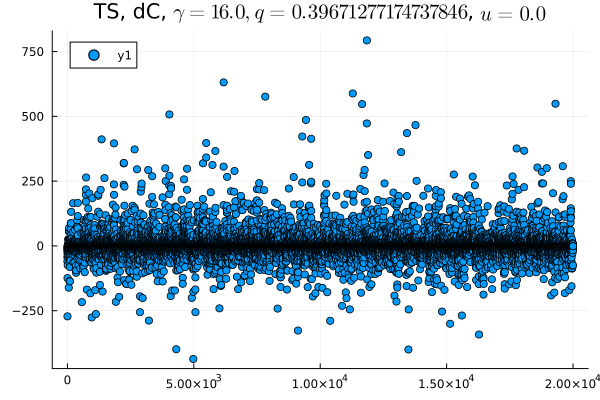 TS, dC, γ = 16.0, q = 0.39671277174737846, u = 0.0
y1
750
500
250
0
−250
0 5.00×10³ 1.00×10⁴ 1.50×10⁴ 2.00×10⁴